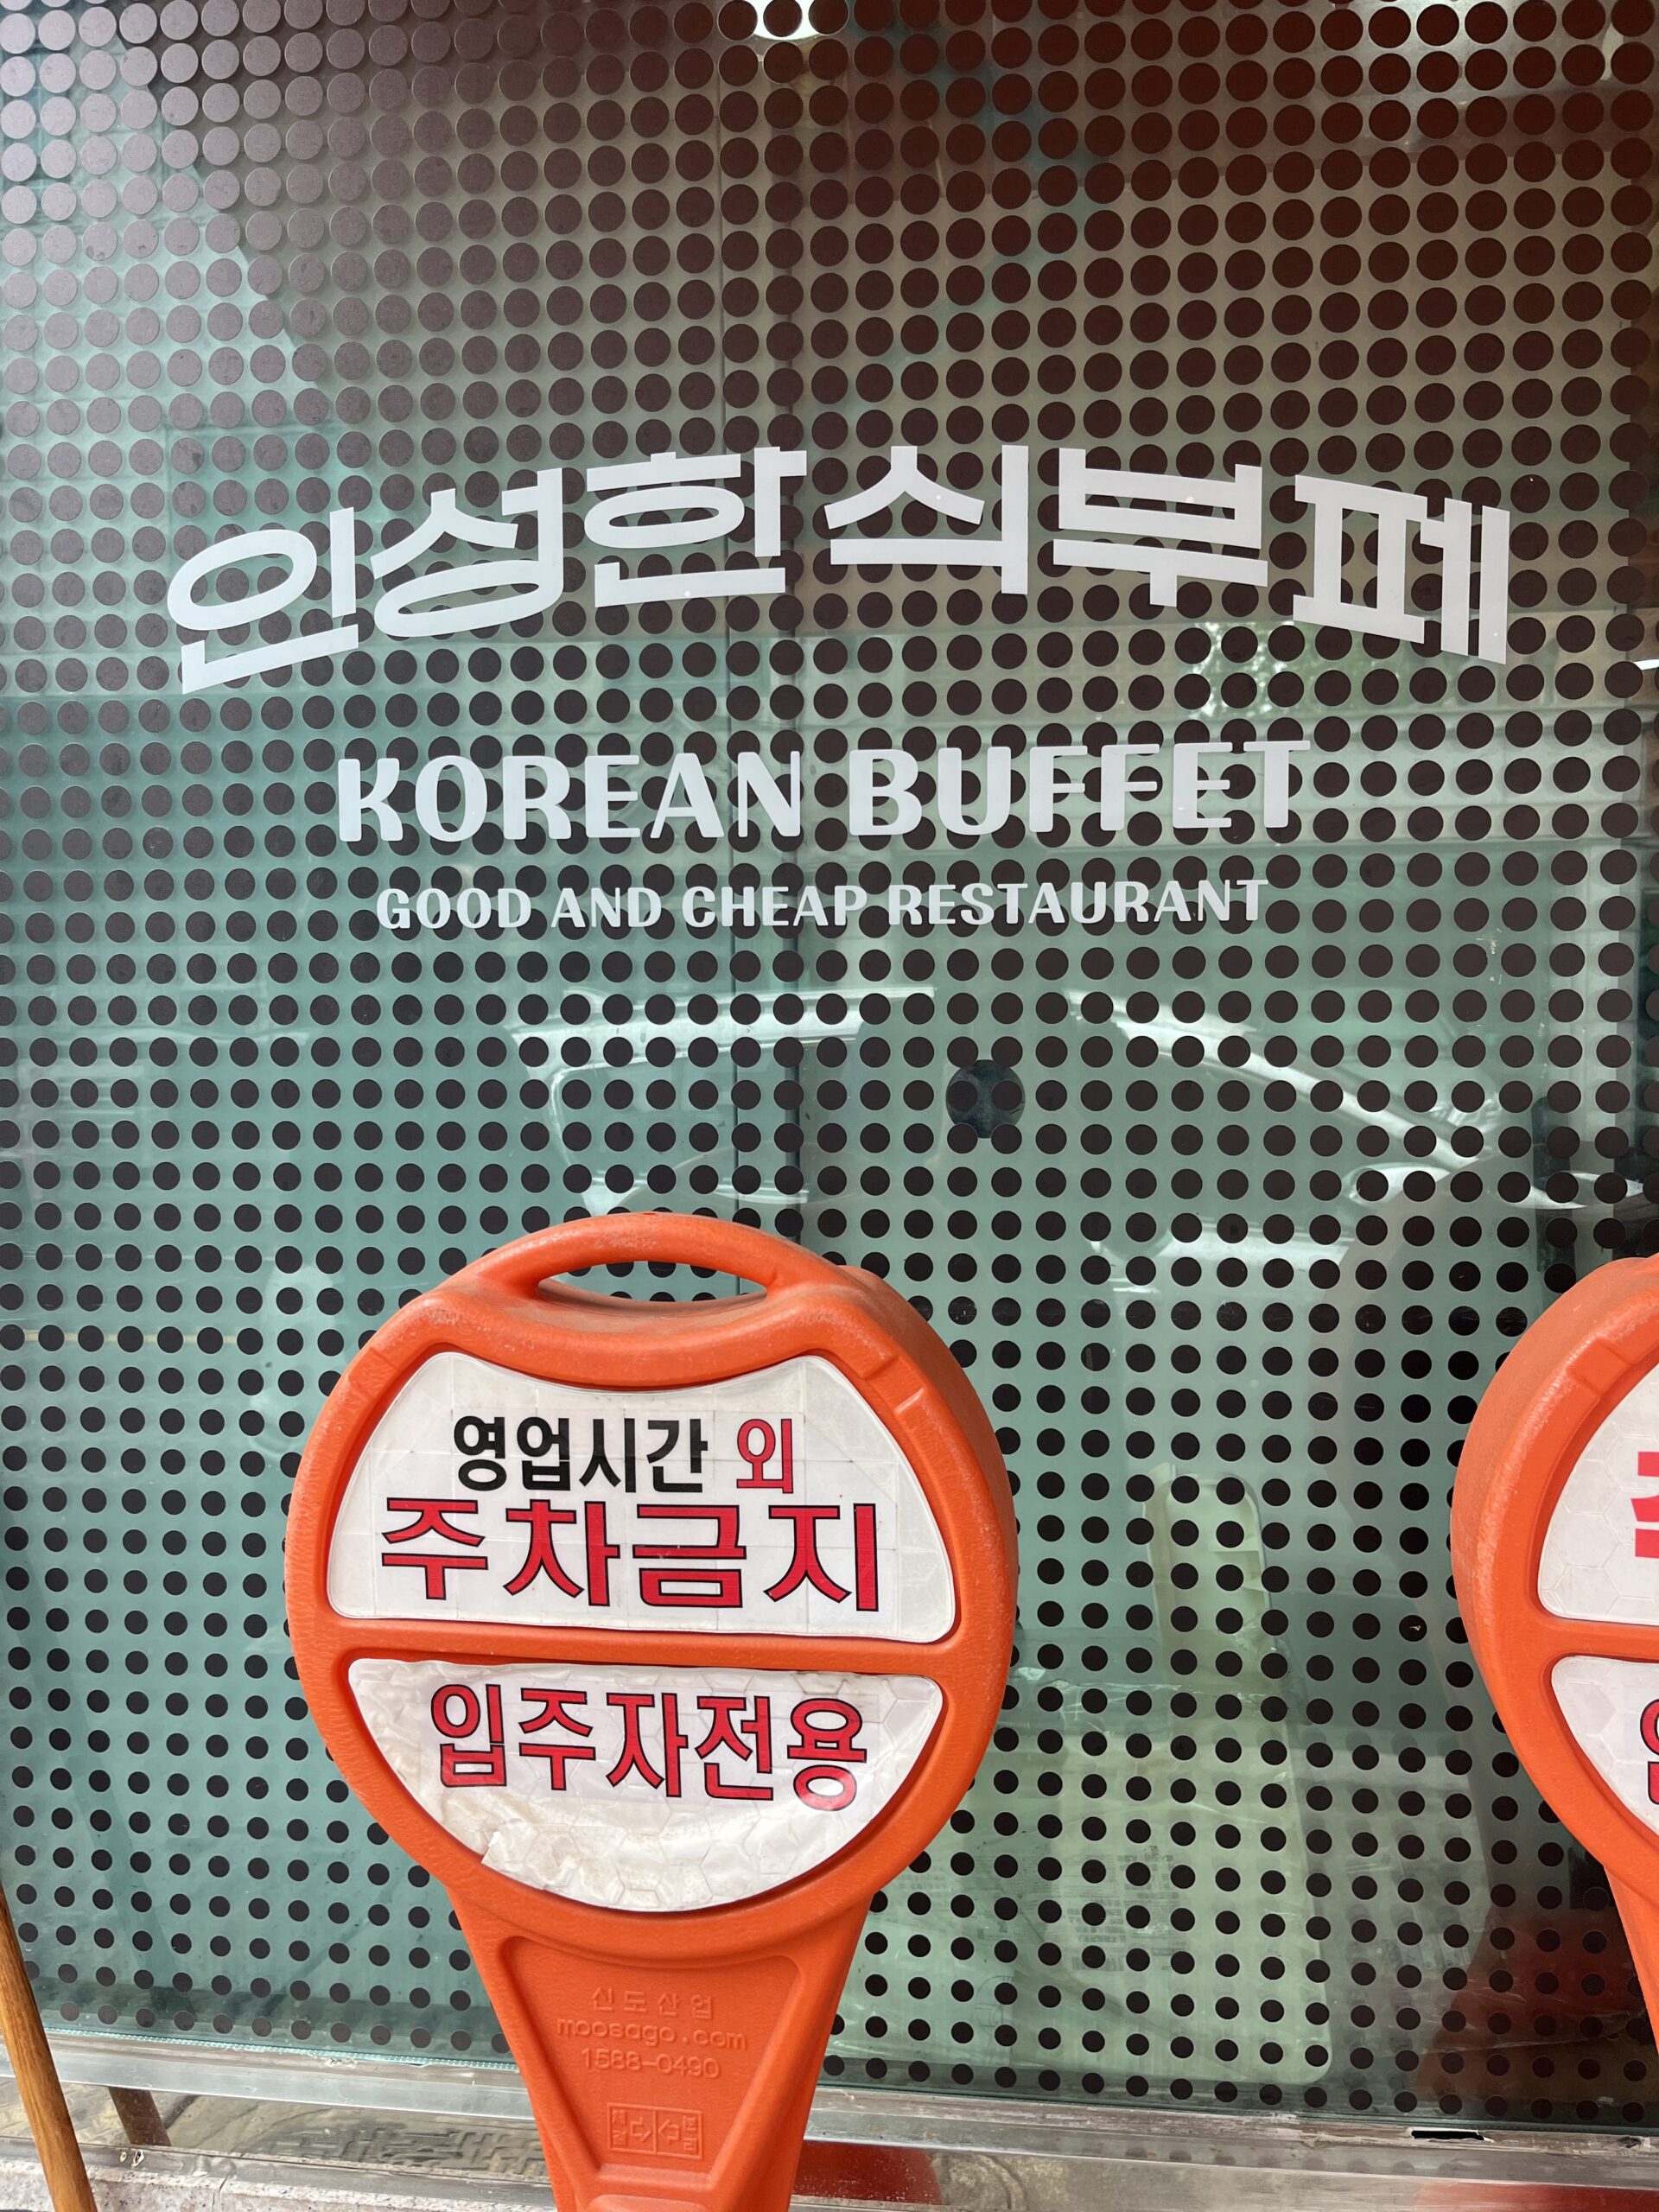 인성한식부페
KOREAN BUFFET
GOOD AND CHEAP RESTAURANT
영업시간 외
주차금지
입주자전용
신도산업
moosago.com
1588-0490